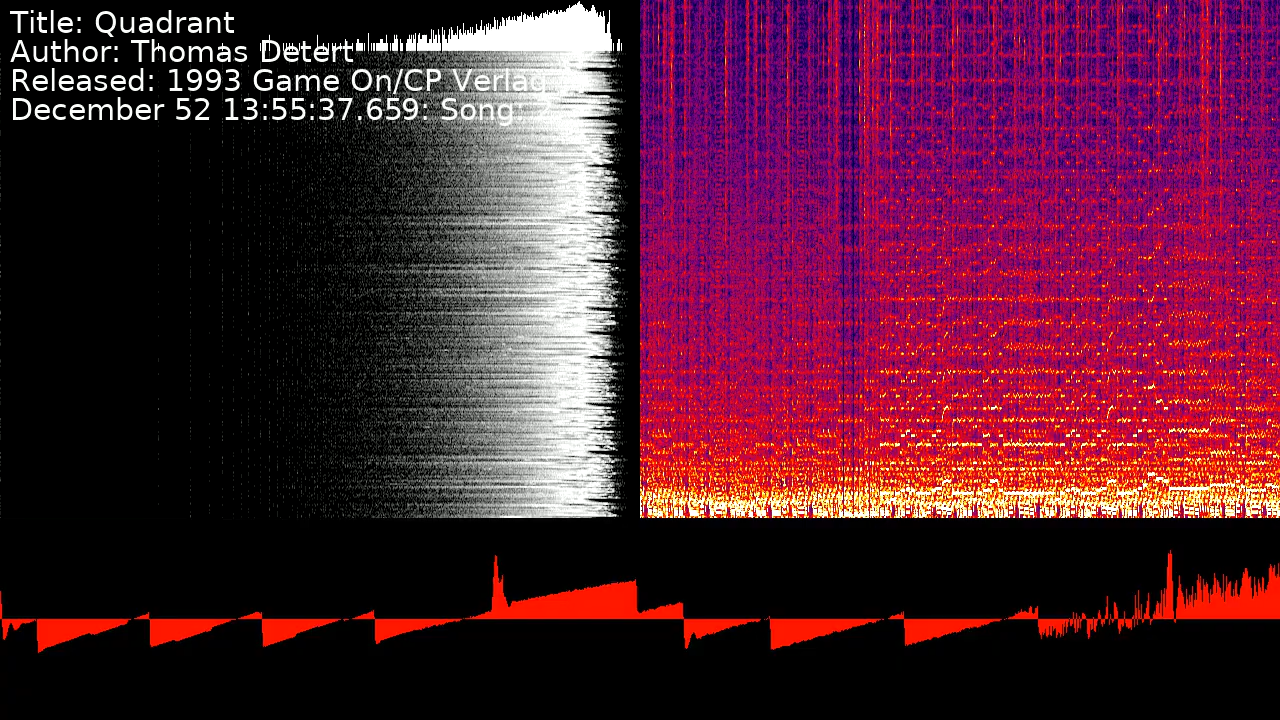 Title: Quadrant
Author: Thomas Detert
Released: 1993 Game On/CP Verlag
December 52 13:55:37.659: Song